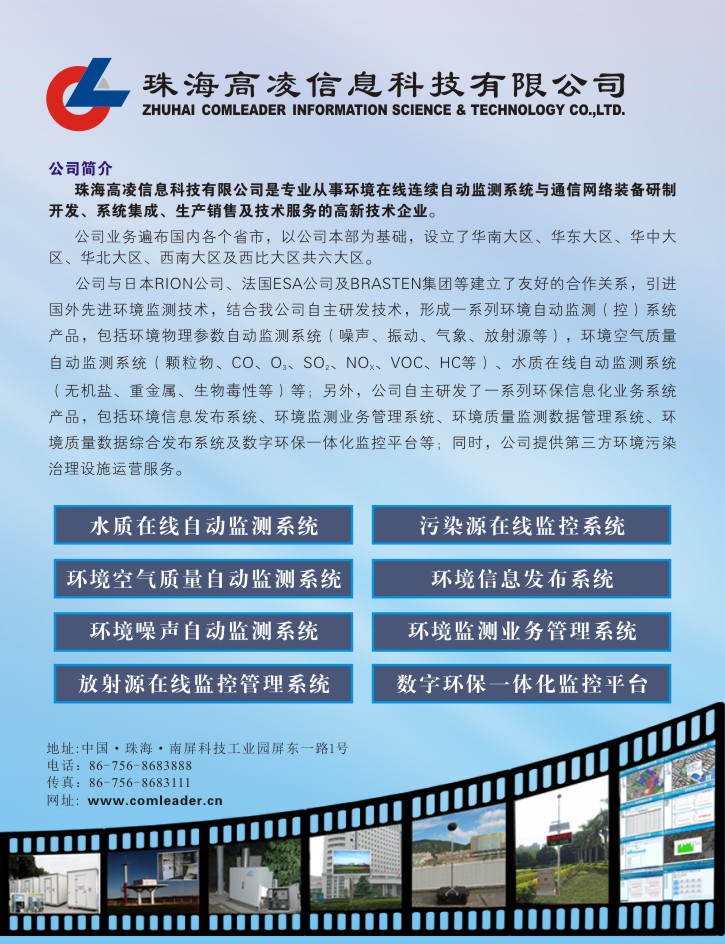 珠海高凌信息科技有限公司
ZHUHAI COMLEADER INFORMATION SCIENCE & TECHNOLOGY CO.,LTD.
公司简介
珠海高凌信息科技有限公司是专业从事环境在线连续自动监测系统与通信网络装备研制
开发、系统集成、生产销售及技术服务的高新技术企业。
公司业务遍布国内各个省市，以公司本部为基础，设立了华南大区、华东大区、华中大
区、华北大区、西南大区及西比大区共六大区。
公司与日本RION公司、法国ESA公司及BRASTEN集团等建立了友好的合作关系，引进
国外先进环境监测技术，结合我公司自主研发技术，形成一系列环境自动监测（控）系统
产品，包括环境物理参数自动监测系统（噪声、振动、气象、放射源等），环境空气质量
自动监测系统（颗粒物、CO、O₃、SO₂、NOₓ、VOC、HC等）、水质在线自动监测系统
（无机盐、重金属、生物毒性等）等；另外，公司自主研发了一系列环保信息化业务系统
产品，包括环境信息发布系统、环境监测业务管理系统、环境质量监测数据管理系统、环
境质量数据综合发布系统及数字环保一体化监控平台等；同时，公司提供第三方环境污染
治理设施运营服务。
水质在线自动监测系统
污染源在线监控系统
环境空气质量自动监测系统
环境信息发布系统
环境噪声自动监测系统
环境监测业务管理系统
放射源在线监控管理系统
数字环保一体化监控平台
地址:中国·珠海·南屏科技工业园屏东一路1号
电话：86-756-8683888
传真：86-756-8683111
网址：www.comleader.cn